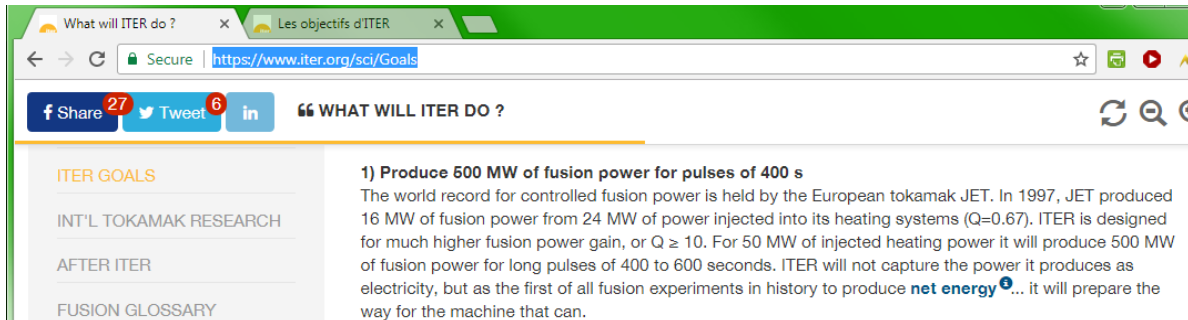 What will ITER do ?
Les objectifs d'ITER
Secure
https://www.iter.org/sci/Goals
Share 27
Tweet 6
in
WHAT WILL ITER DO ?
ITER GOALS
INT'L TOKAMAK RESEARCH
AFTER ITER
FUSION GLOSSARY
1) Produce 500 MW of fusion power for pulses of 400 s
The world record for controlled fusion power is held by the European tokamak JET. In 1997, JET produced
16 MW of fusion power from 24 MW of power injected into its heating systems (Q=0.67). ITER is designed
for much higher fusion power gain, or Q ≥ 10. For 50 MW of injected heating power it will produce 500 MW
of fusion power for long pulses of 400 to 600 seconds. ITER will not capture the power it produces as
electricity, but as the first of all fusion experiments in history to produce net energy... it will prepare the
way for the machine that can.